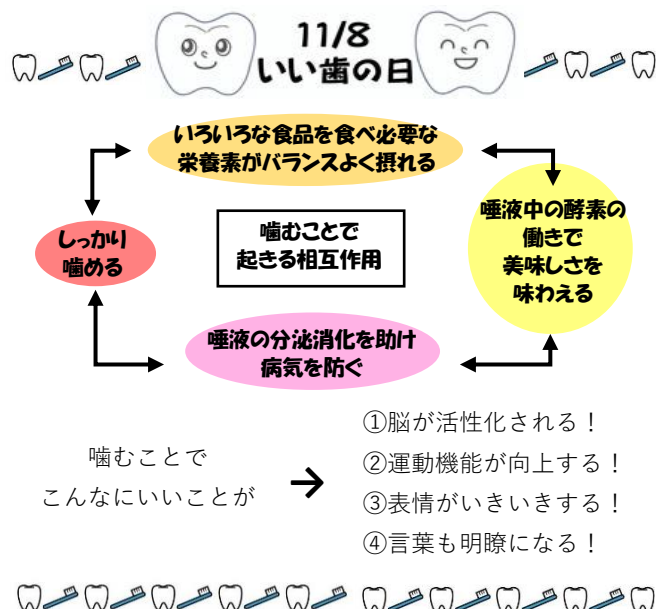 11/8
いい歯の日
いろいろな食品を食べ必要な
栄養素がバランスよく摂れる
しっかり
噛める
噛むことで
起きる相互作用
唾液中の酵素の
働きで
美味しさを
味わえる
唾液の分泌消化を助け
病気を防ぐ
噛むことで
こんなにいいことが
→
①脳が活性化される！
②運動機能が向上する！
③表情がいきいきする！
④言葉も明瞭になる！